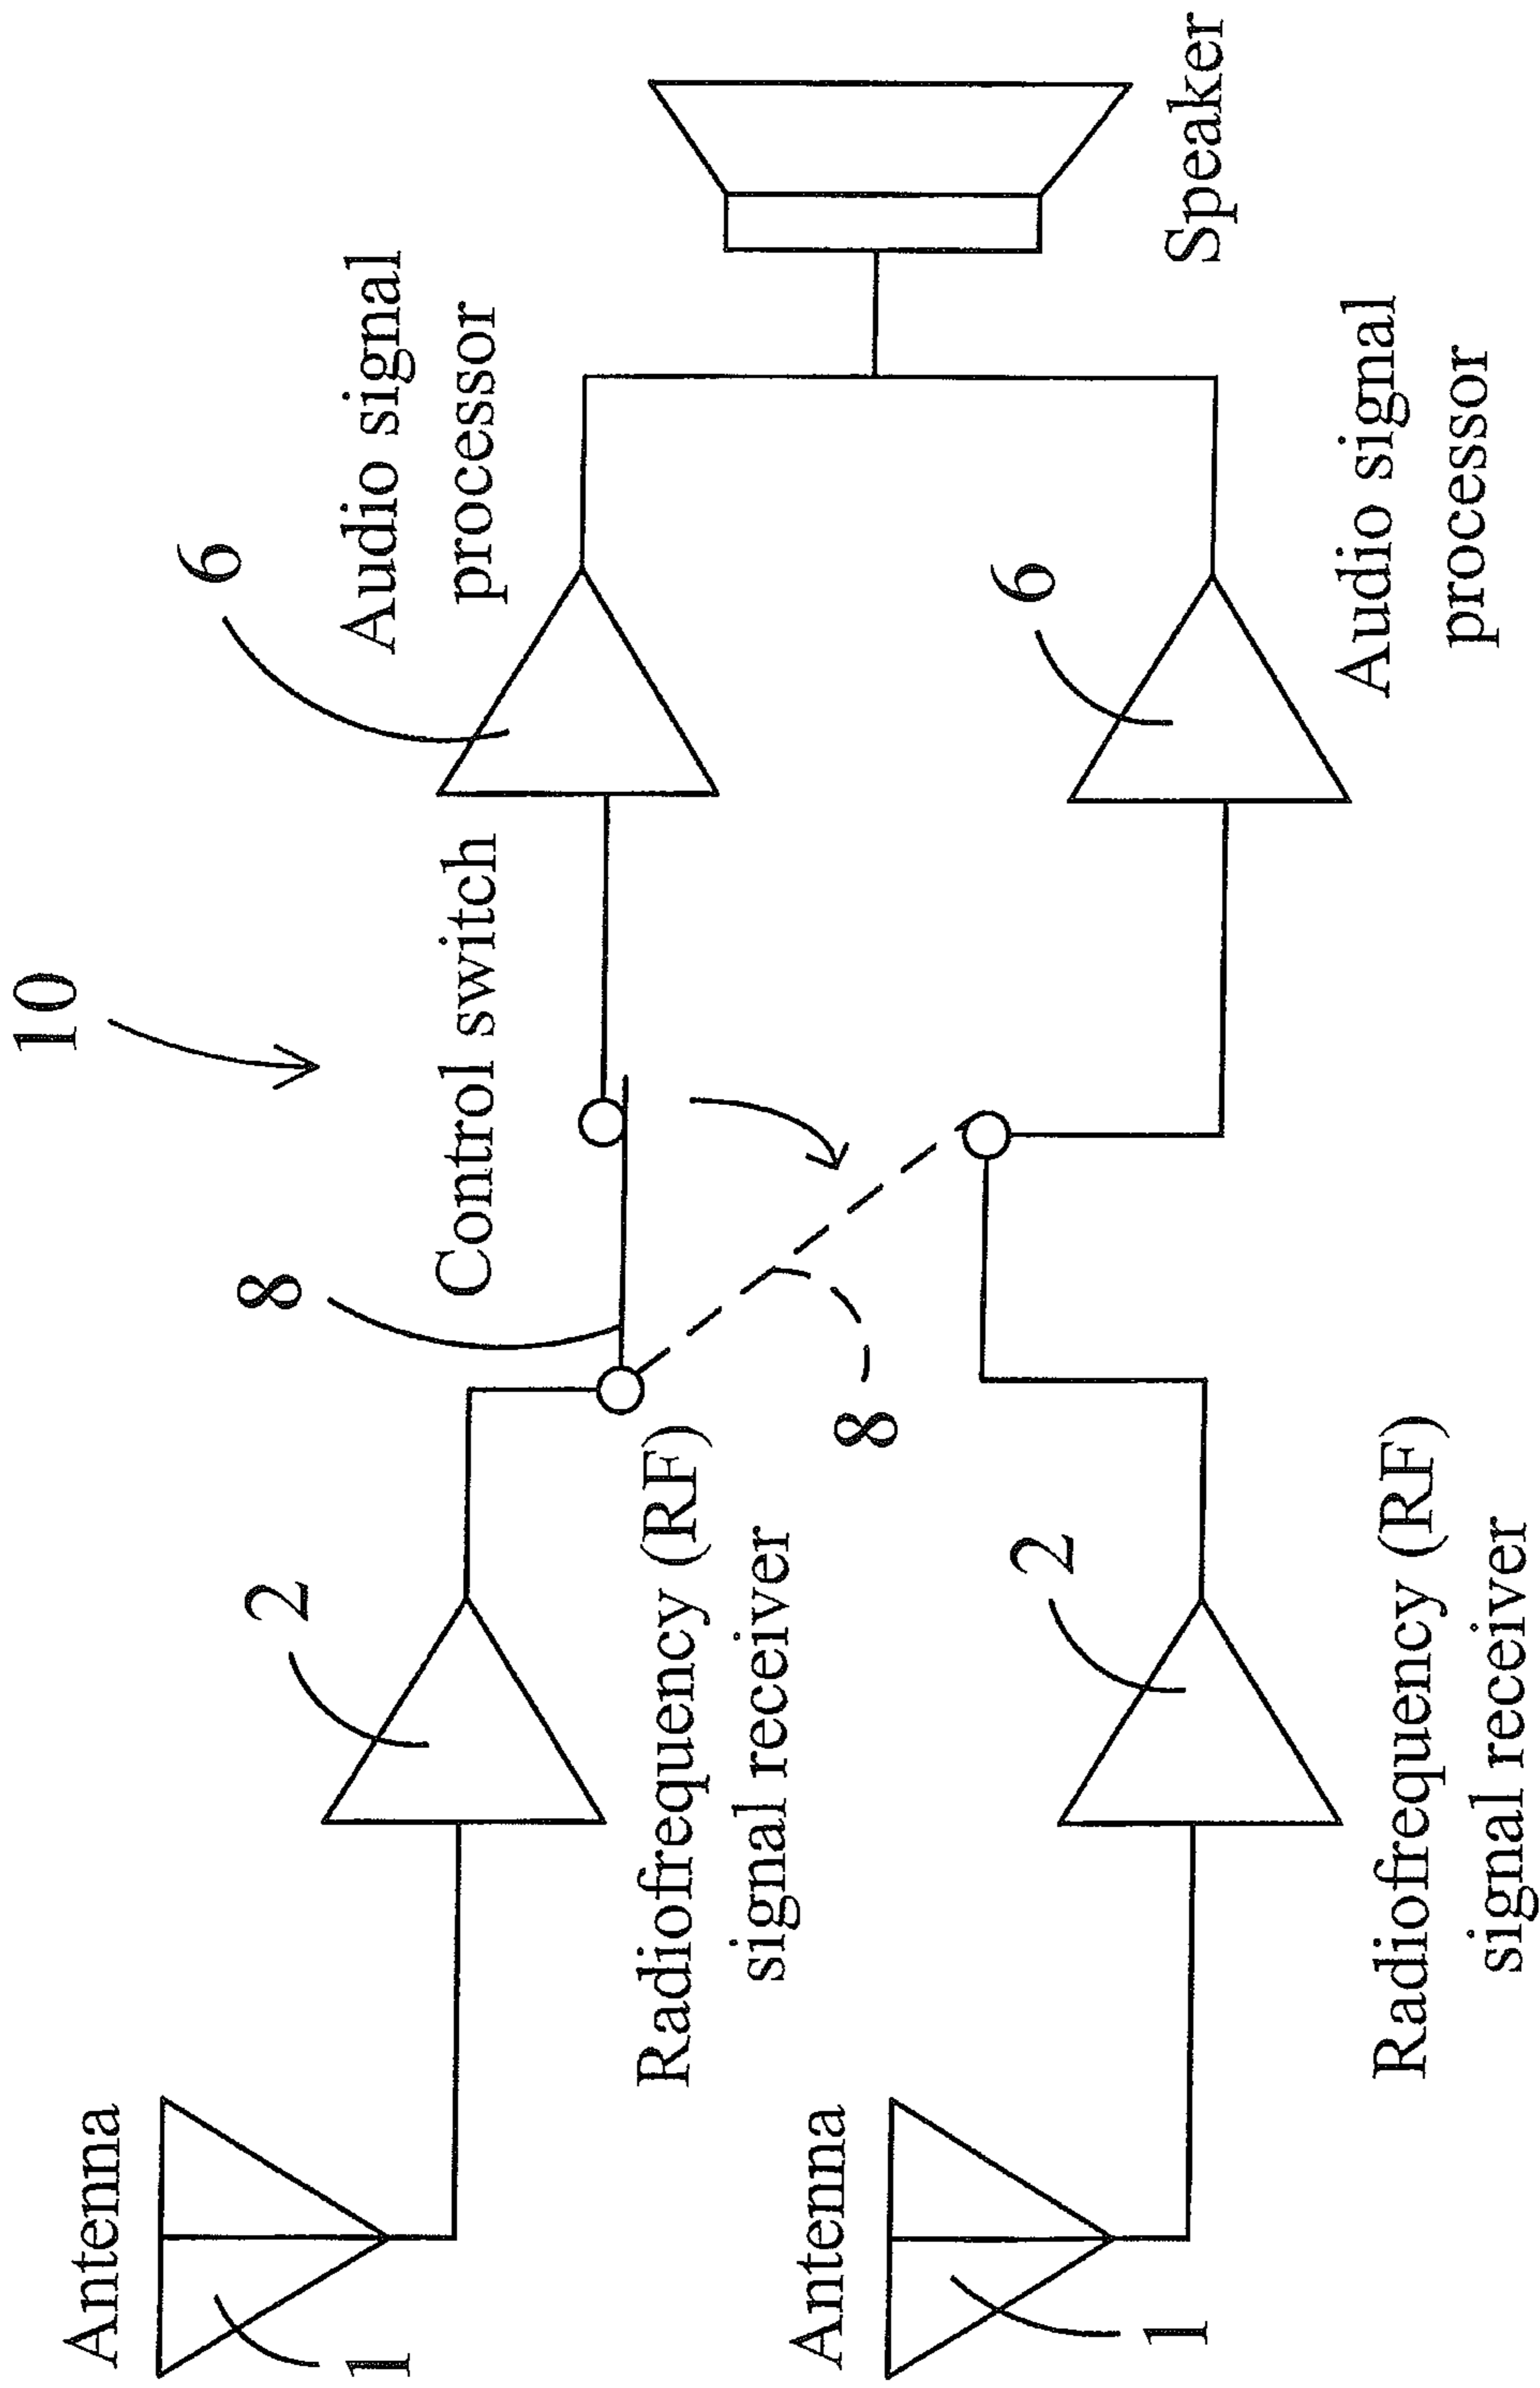 10
Antenna
1
2
Radiofrequency (RF)
signal receiver
8
Control switch
8
6
Audio signal
processor
Antenna
1
2
Radiofrequency (RF)
signal receiver
6
Audio signal
processor
Speaker